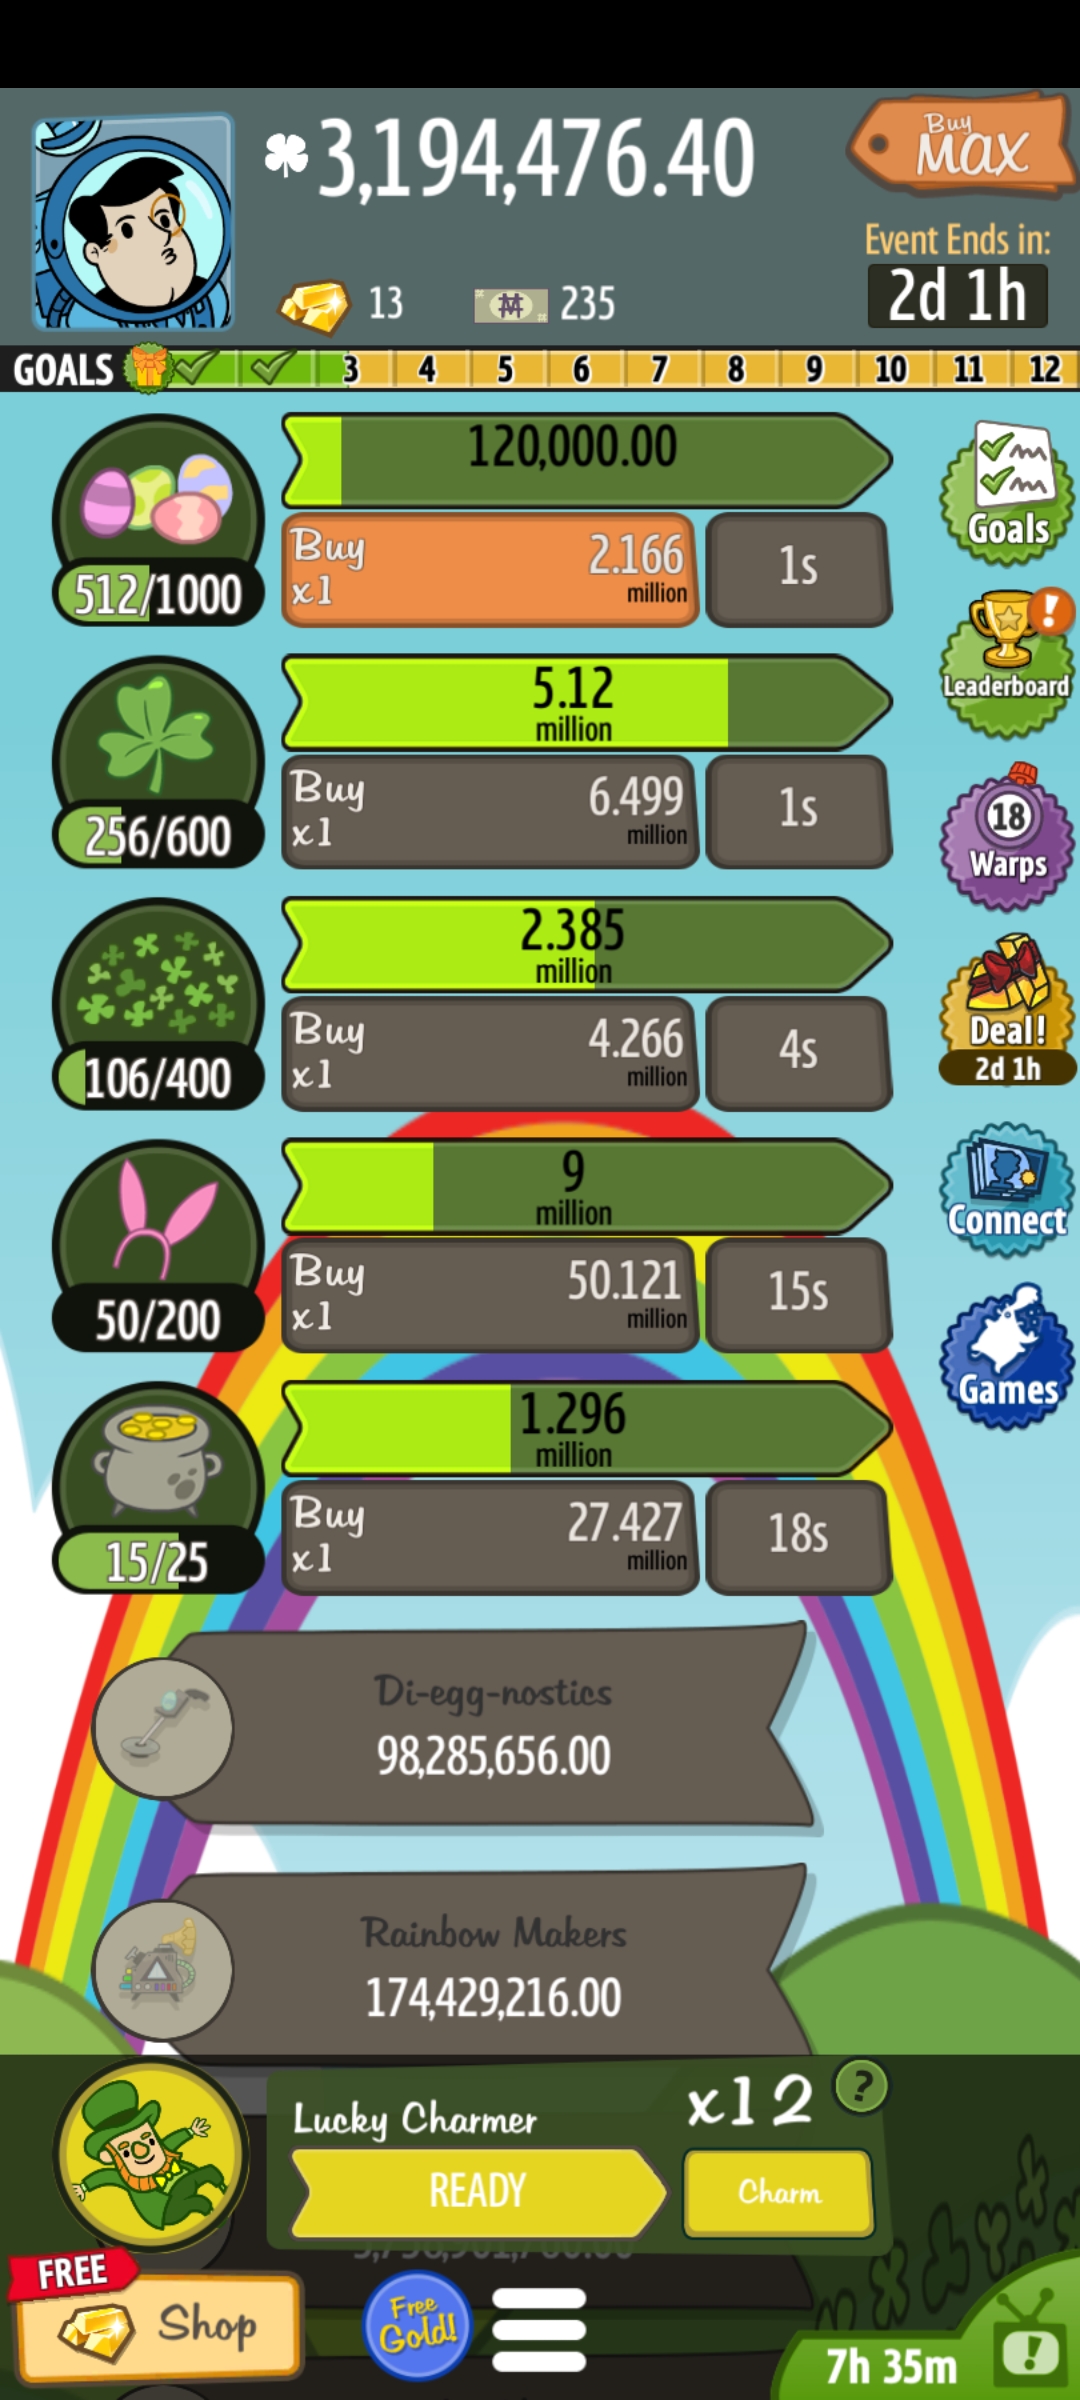 3,194,476.40
Buy
MAX
Event Ends in:
2d 1h
13
235
GOALS 3 4 5 6 7 8 9 10 11 12
120,000.00
Buy
x1
2.166
million
1s
512/1000
Goals
5.12
million
Buy
x1
6.499
million
1s
256/600
Leaderboard
2.385
million
Buy
x1
4.266
million
4s
106/400
18
Warps
Deal!
2d 1h
9
million
Buy
x1
50.121
million
15s
50/200
Connect
1.296
million
Buy
x1
27.427
million
18s
15/25
Games
Di-egg-nostics
98,285,656.00
Rainbow Makers
174,429,216.00
Lucky Charmer
x12
?
READY
Charm
FREE
Shop
Free
Gold!
7h 35m